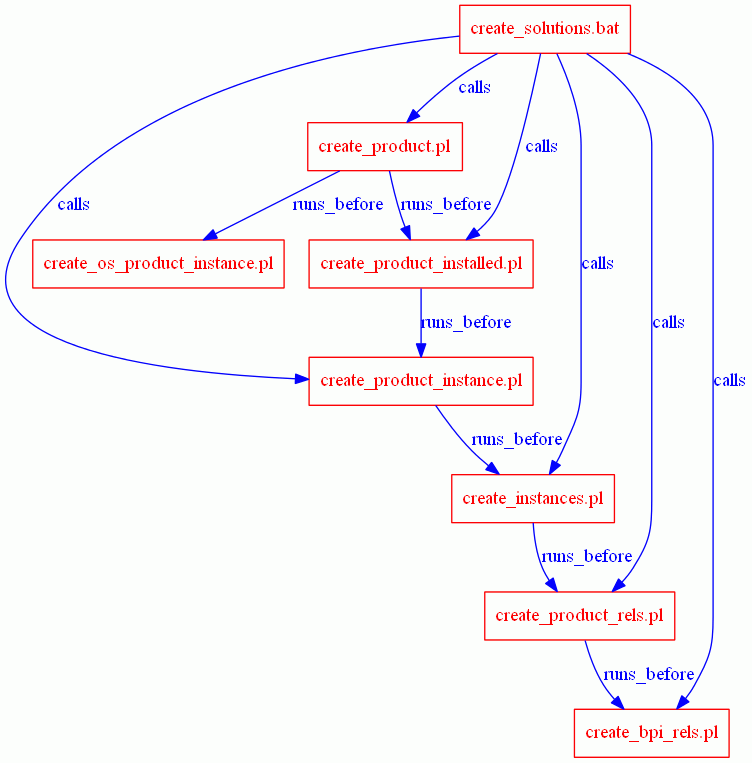 create_solutions.bat
calls
create_product.pl
calls
calls
runs_before
runs_before
create_os_product_instance.pl
create_product_installed.pl
calls
runs_before
calls
calls
create_product_instance.pl
calls
runs_before
create_instances.pl
runs_before
create_product_rels.pl
runs_before
create_bpi_rels.pl